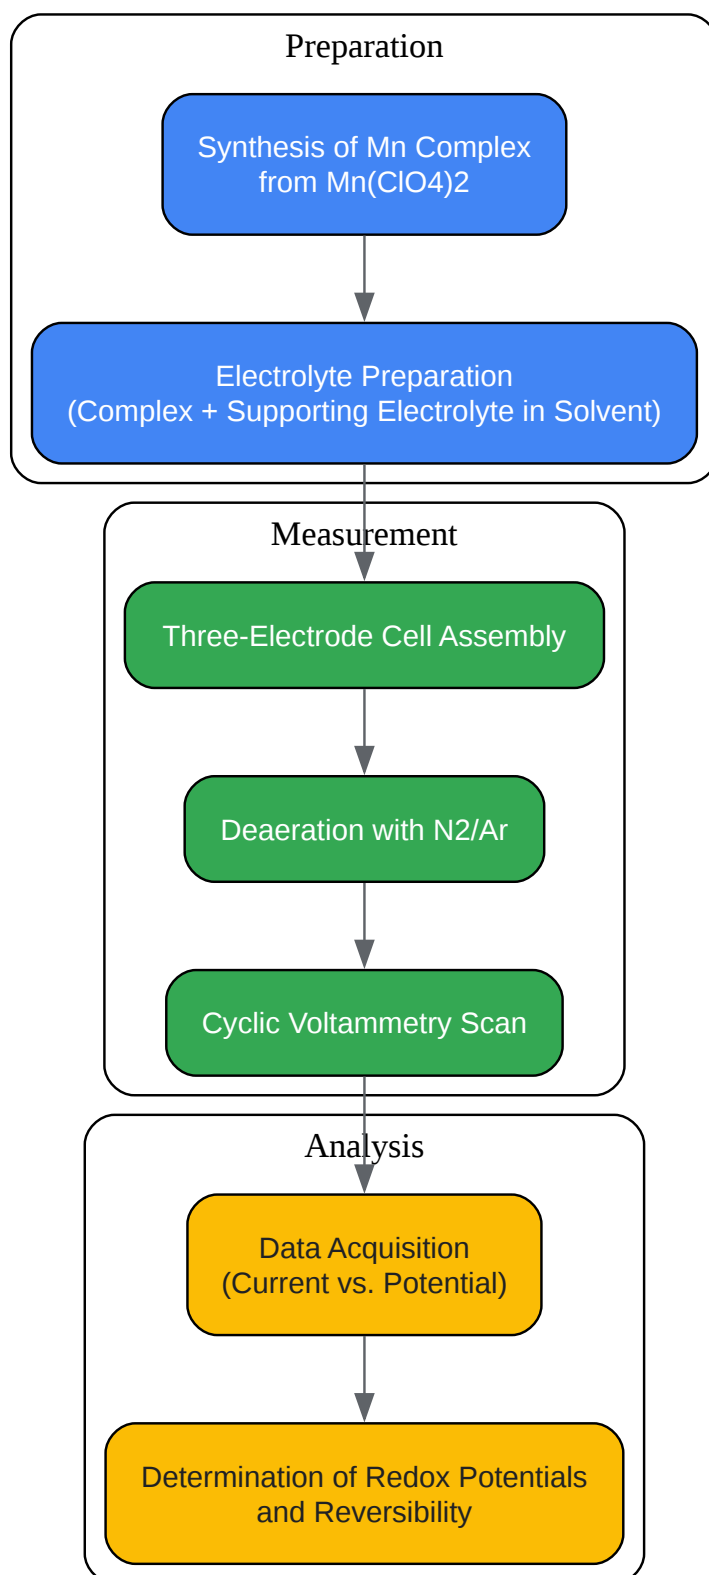 Preparation
Synthesis of Mn Complex
from Mn(ClO4)2
Electrolyte Preparation
(Complex + Supporting Electrolyte in Solvent)
Measurement
Three-Electrode Cell Assembly
Deaeration with N2/Ar
Cyclic Voltammetry Scan
Analysis
Data Acquisition
(Current vs. Potential)
Determination of Redox Potentials
and Reversibility